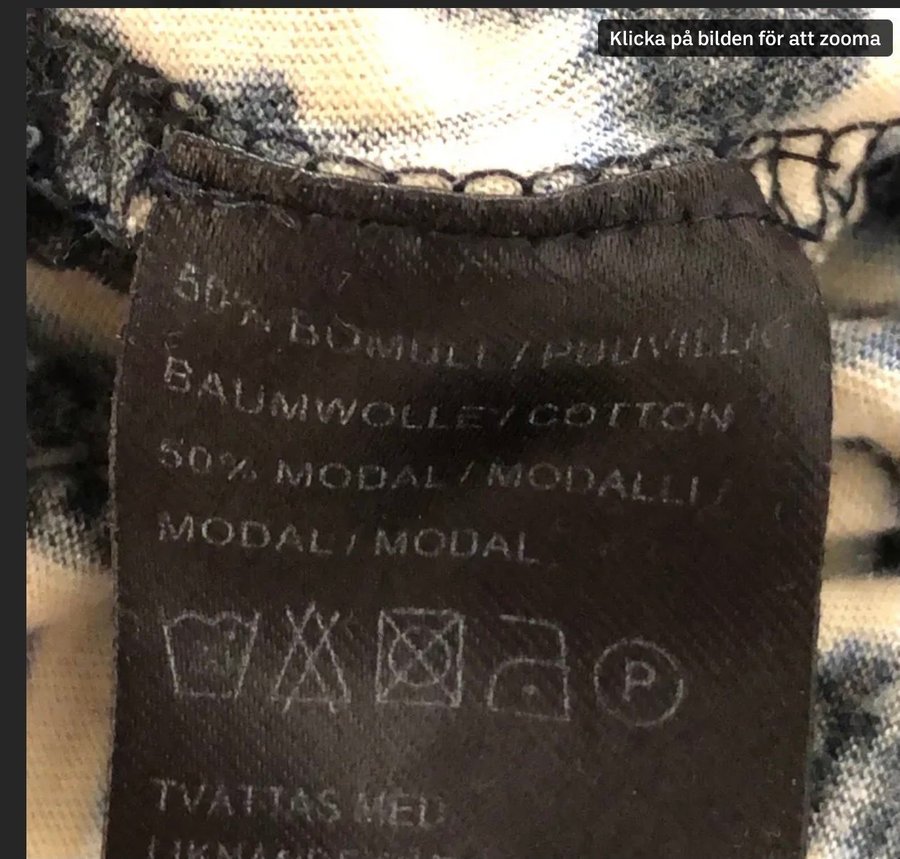 Klicka på bilden för att zooma
50% BOMULL / PUUVILLA
BAUMWOLLE / COTTON
50% MODAL / MODALLI /
MODAL / MODAL
P
TVÄTTAS MED